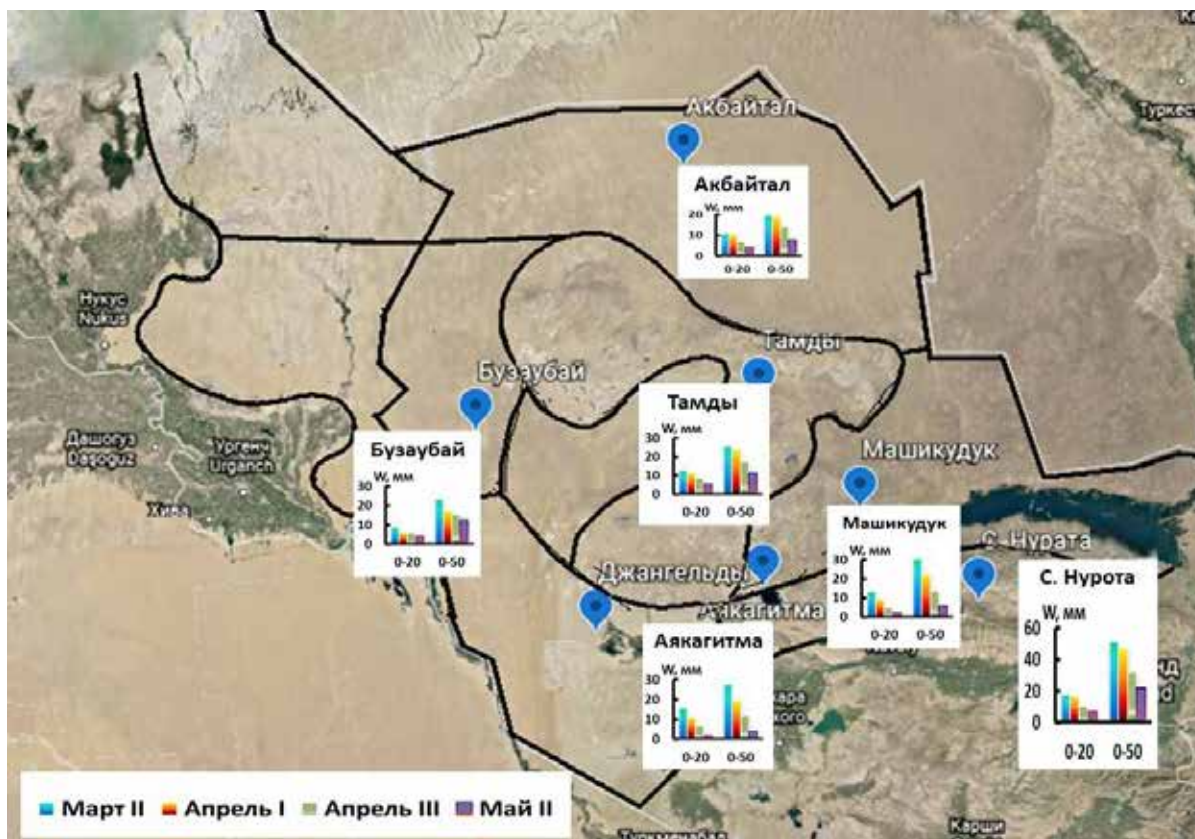 Акбайтал
Туркес
Акбайтал
W, мм
20
10
0
0-20 0-50
Нукус
Nukus
Тамды
Бузаубай
Тамды
W, мм
30
20
10
0
0-20 0-50
Дашогуз
Daşoguz
Ургенч
Urganch
Хива
Бузаубай
W, мм
30
20
10
0
0-20 0-50
Машикудук
Машикудук
W, мм
30
20
10
0
0-20 0-50
С. Нурата
Джангельды
Аякагитма
С. Нурота
W, мм
60
40
20
0
0-20 0-50
Аякагитма
W, мм
30
20
10
0
0-20 0-50
Март II Апрель I Апрель III Май II
Туркменабад
Карши